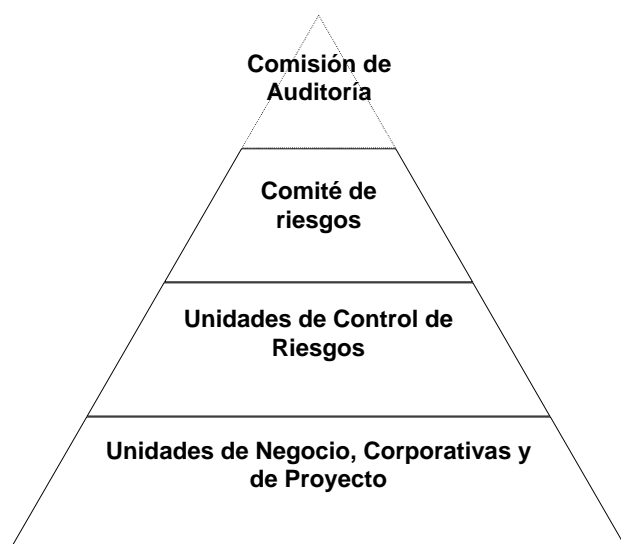 Comisión de
Auditoría
Comité de
riesgos
Unidades de Control de
Riesgos
Unidades de Negocio, Corporativas y
de Proyecto